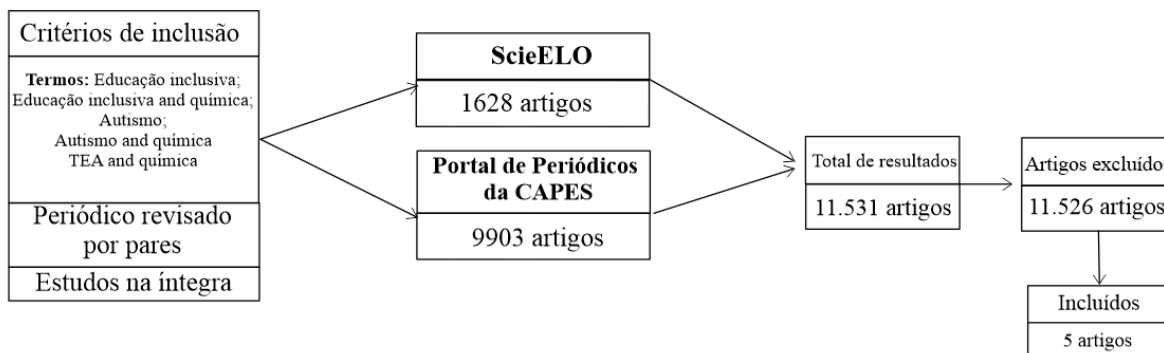 Critérios de inclusão
Termos: Educação inclusiva;
Educação inclusiva and química;
Autismo;
Autismo and química
TEA and química
Periódico revisado
por pares
Estudos na íntegra
ScieELO
1628 artigos
Portal de Periódicos
da CAPES
9903 artigos
Total de resultados
11.531 artigos
Artigos excluídos
11.526 artigos
Incluídos
5 artigos